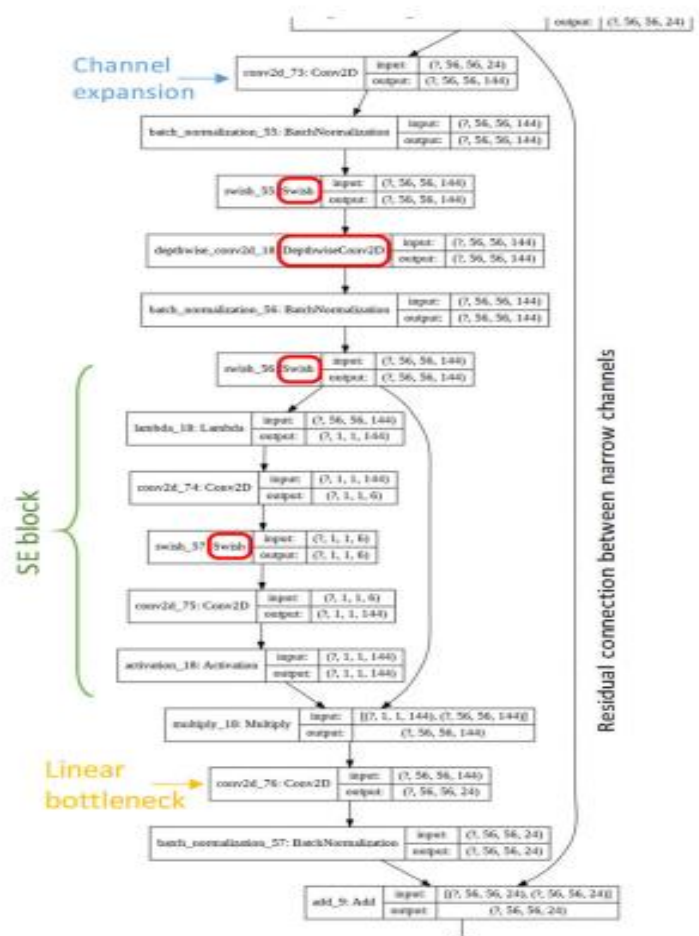 output: (?, 56, 56, 24)
Channel
expansion
conv2d_73: Conv2D
input: (?, 56, 56, 24)
output: (?, 56, 56, 144)
batch_normalization_55: BatchNormalization
input: (?, 56, 56, 144)
output: (?, 56, 56, 144)
swish_55: Swish
input: (?, 56, 56, 144)
output: (?, 56, 56, 144)
depthwise_conv2d_18: DepthwiseConv2D
input: (?, 56, 56, 144)
output: (?, 56, 56, 144)
batch_normalization_56: BatchNormalization
input: (?, 56, 56, 144)
output: (?, 56, 56, 144)
swish_56: Swish
input: (?, 56, 56, 144)
output: (?, 56, 56, 144)
SE block
lambda_18: Lambda
input: (?, 56, 56, 144)
output: (?, 1, 1, 144)
conv2d_74: Conv2D
input: (?, 1, 1, 144)
output: (?, 1, 1, 6)
swish_57: Swish
input: (?, 1, 1, 6)
output: (?, 1, 1, 6)
conv2d_75: Conv2D
input: (?, 1, 1, 6)
output: (?, 1, 1, 144)
activation_18: Activation
input: (?, 1, 1, 144)
output: (?, 1, 1, 144)
Residual connection between narrow channels
multiply_18: Multiply
input: [(?, 1, 1, 144), (?, 56, 56, 144)]
output: (?, 56, 56, 144)
Linear
bottleneck
conv2d_76: Conv2D
input: (?, 56, 56, 144)
output: (?, 56, 56, 24)
batch_normalization_57: BatchNormalization
input: (?, 56, 56, 24)
output: (?, 56, 56, 24)
add_9: Add
input: [(?, 56, 56, 24), (?, 56, 56, 24)]
output: (?, 56, 56, 24)